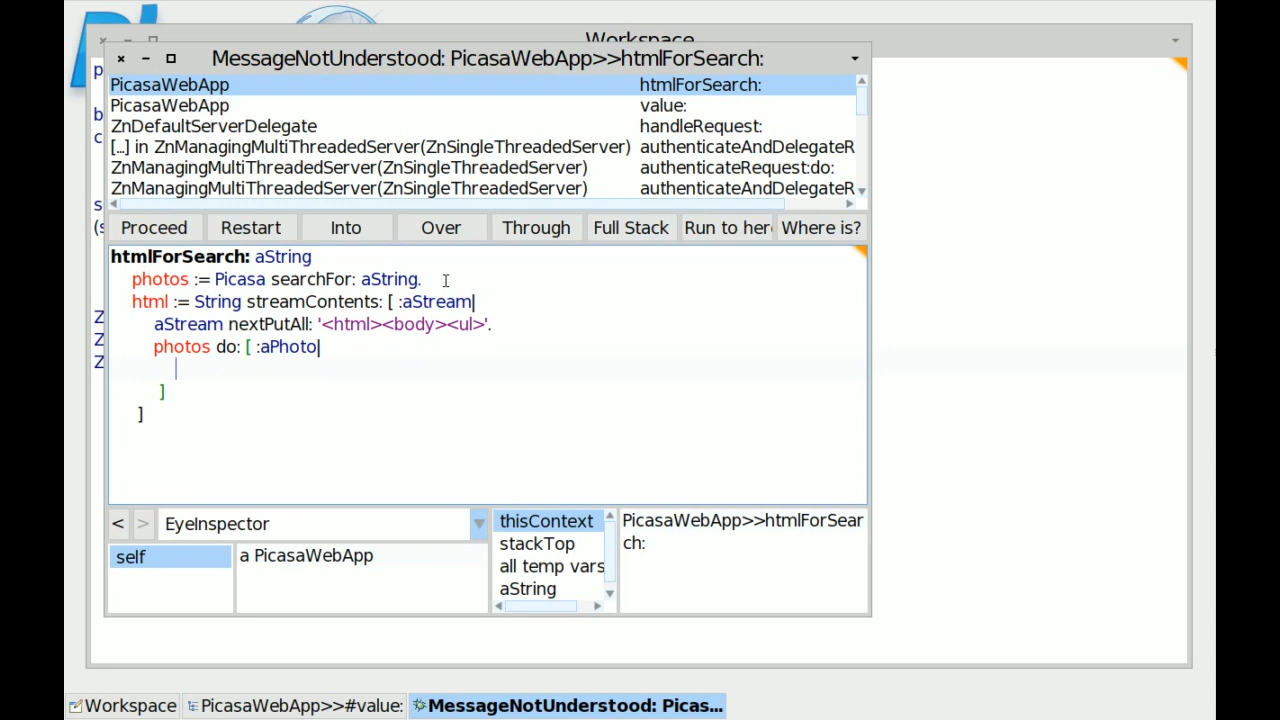 Workspace
MessageNotUnderstood: PicasaWebApp>>htmlForSearch:
PicasaWebApp htmlForSearch:
PicasaWebApp value:
ZnDefaultServerDelegate handleRequest:
[...] in ZnManagingMultiThreadedServer(ZnSingleThreadedServer) authenticateAndDelegateR
ZnManagingMultiThreadedServer(ZnSingleThreadedServer) authenticateRequest:do:
ZnManagingMultiThreadedServer(ZnSingleThreadedServer) authenticateAndDelegateR
Proceed Restart Into Over Through Full Stack Run to here Where is?
htmlForSearch: aString
photos := Picasa searchFor: aString.
html := String streamContents: [ :aStream|
aStream nextPutAll: '<html><body><ul>'.
photos do: [ :aPhoto|
]
]
< > EyeInspector
self
a PicasaWebApp
thisContext
stackTop
all temp vars
aString
PicasaWebApp>>htmlForSear
ch:
Workspace PicasaWebApp>>#value: MessageNotUnderstood: Picas...